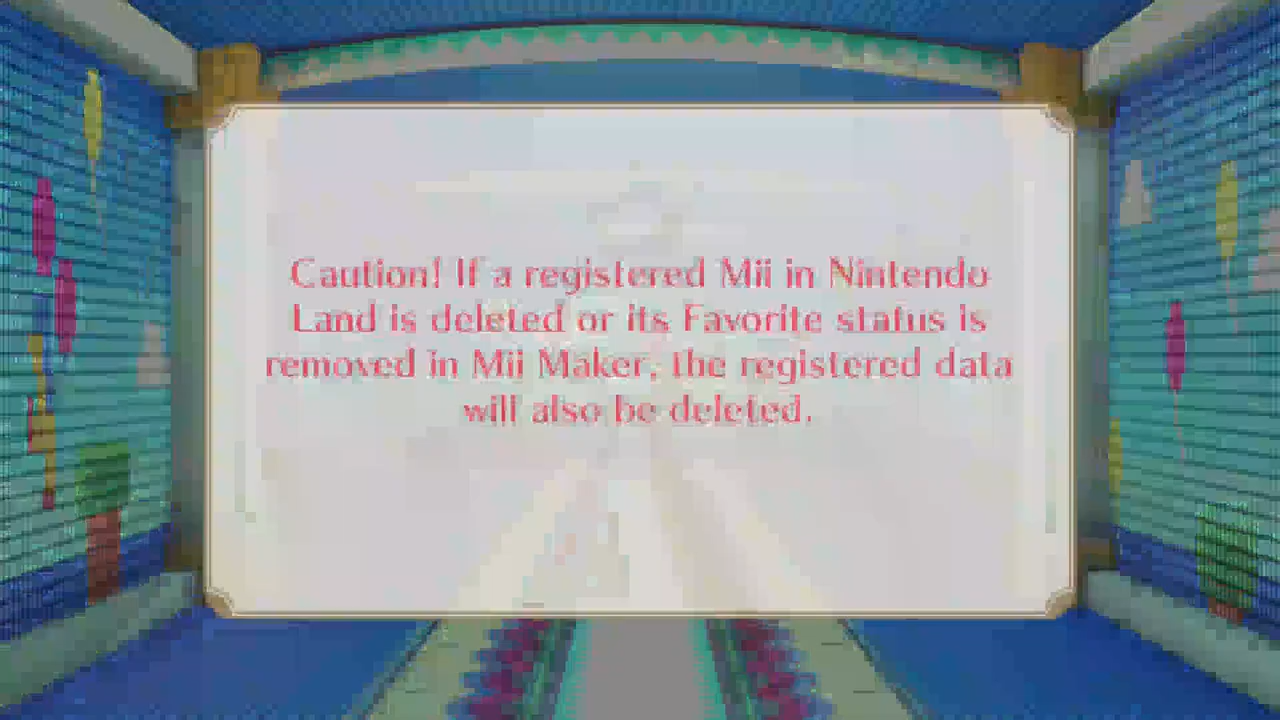 Caution! If a registered Mii in Nintendo
Land is deleted or its Favorite status is
removed in Mii Maker, the registered data
will also be deleted.